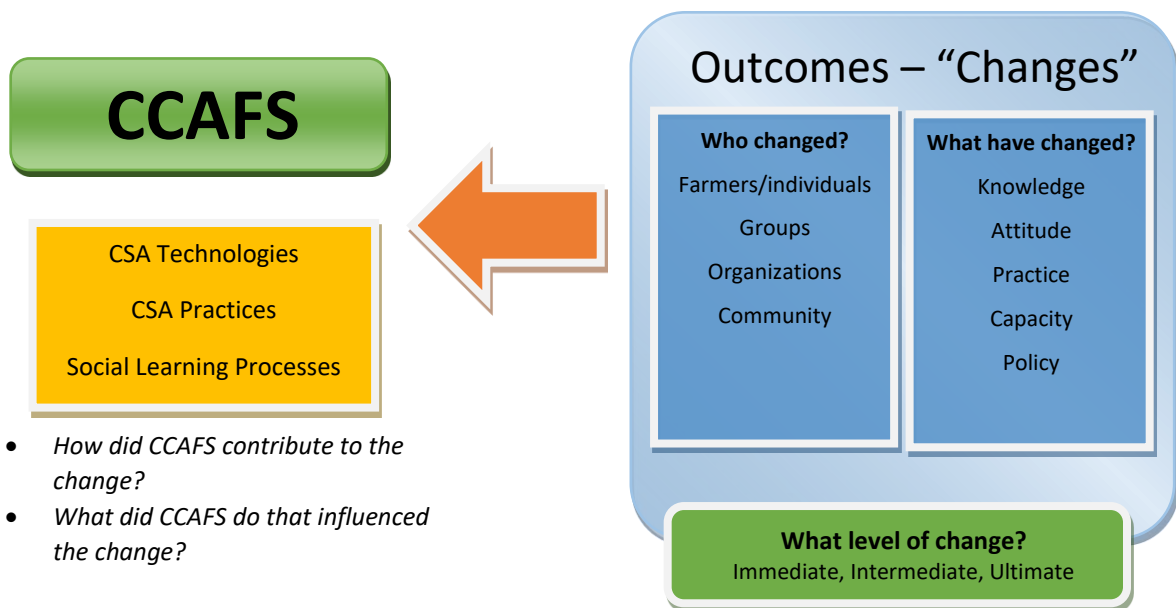 CCAFS
CSA Technologies
CSA Practices
Social Learning Processes
• How did CCAFS contribute to the
change?
• What did CCAFS do that influenced
the change?
Outcomes – “Changes”
Who changed?
Farmers/individuals
Groups
Organizations
Community
What have changed?
Knowledge
Attitude
Practice
Capacity
Policy
What level of change?
Immediate, Intermediate, Ultimate